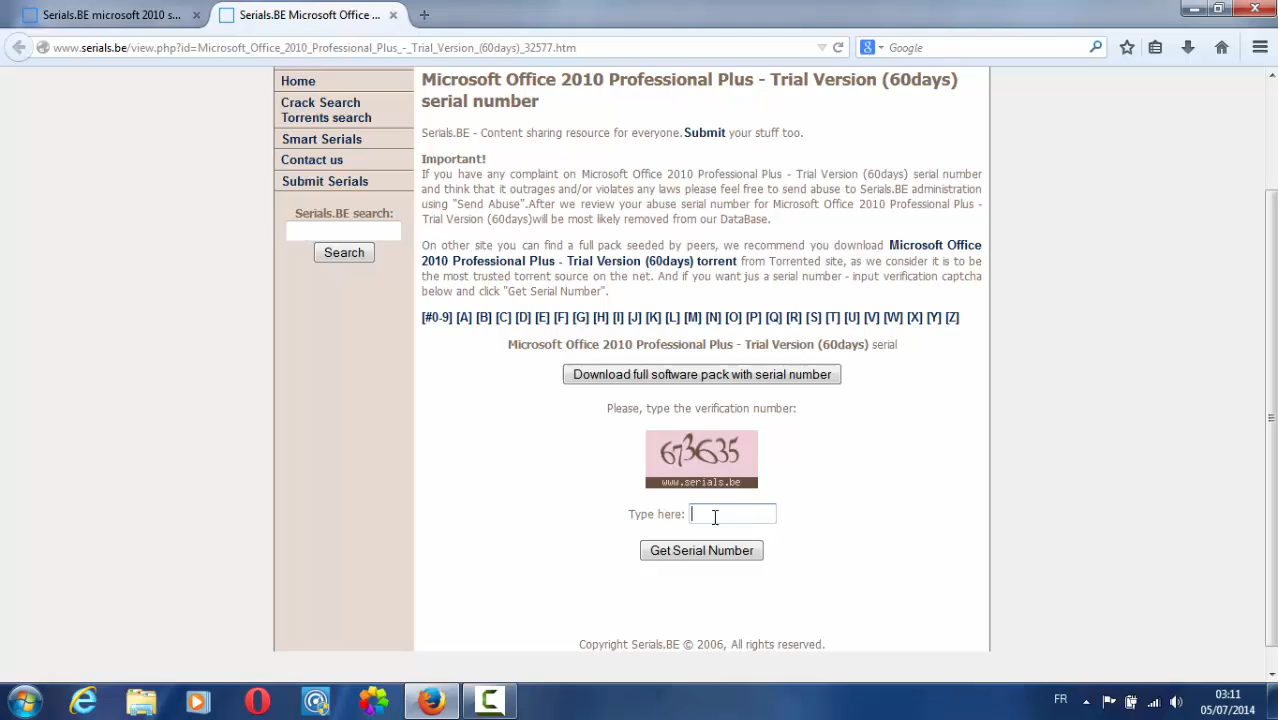 Serials.BE microsoft 2010 s...
Serials.BE Microsoft Office ...
www.serials.be/view.php?id=Microsoft_Office_2010_Professional_Plus_-_Trial_Version_(60days)_32577.htm
Google
Home
Crack Search
Torrents search
Smart Serials
Contact us
Submit Serials
Serials.BE search:
Search
Microsoft Office 2010 Professional Plus - Trial Version (60days)
serial number
Serials.BE - Content sharing resource for everyone.Submit your stuff too.
Important!
If you have any complaint on Microsoft Office 2010 Professional Plus - Trial Version (60days) serial number
and think that it outrages and/or violates any laws please feel free to send abuse to Serials.BE administration
using "Send Abuse".After we review your abuse serial number for Microsoft Office 2010 Professional Plus -
Trial Version (60days)will be most likely removed from our DataBase.
On other site you can find a full pack seeded by peers, we recommend you download Microsoft Office
2010 Professional Plus - Trial Version (60days) torrent from Torrented site, as we consider it is to be
the most trusted torrent source on the net. And if you want jus a serial number - input verification captcha
below and click "Get Serial Number".
[#0-9] [A] [B] [C] [D] [E] [F] [G] [H] [I] [J] [K] [L] [M] [N] [O] [P] [Q] [R] [S] [T] [U] [V] [W] [X] [Y] [Z]
Microsoft Office 2010 Professional Plus - Trial Version (60days) serial
Download full software pack with serial number
Please, type the verification number:
673635
www.serials.be
Type here:
Get Serial Number
Copyright Serials.BE © 2006, All rights reserved.
FR
03:11
05/07/2014